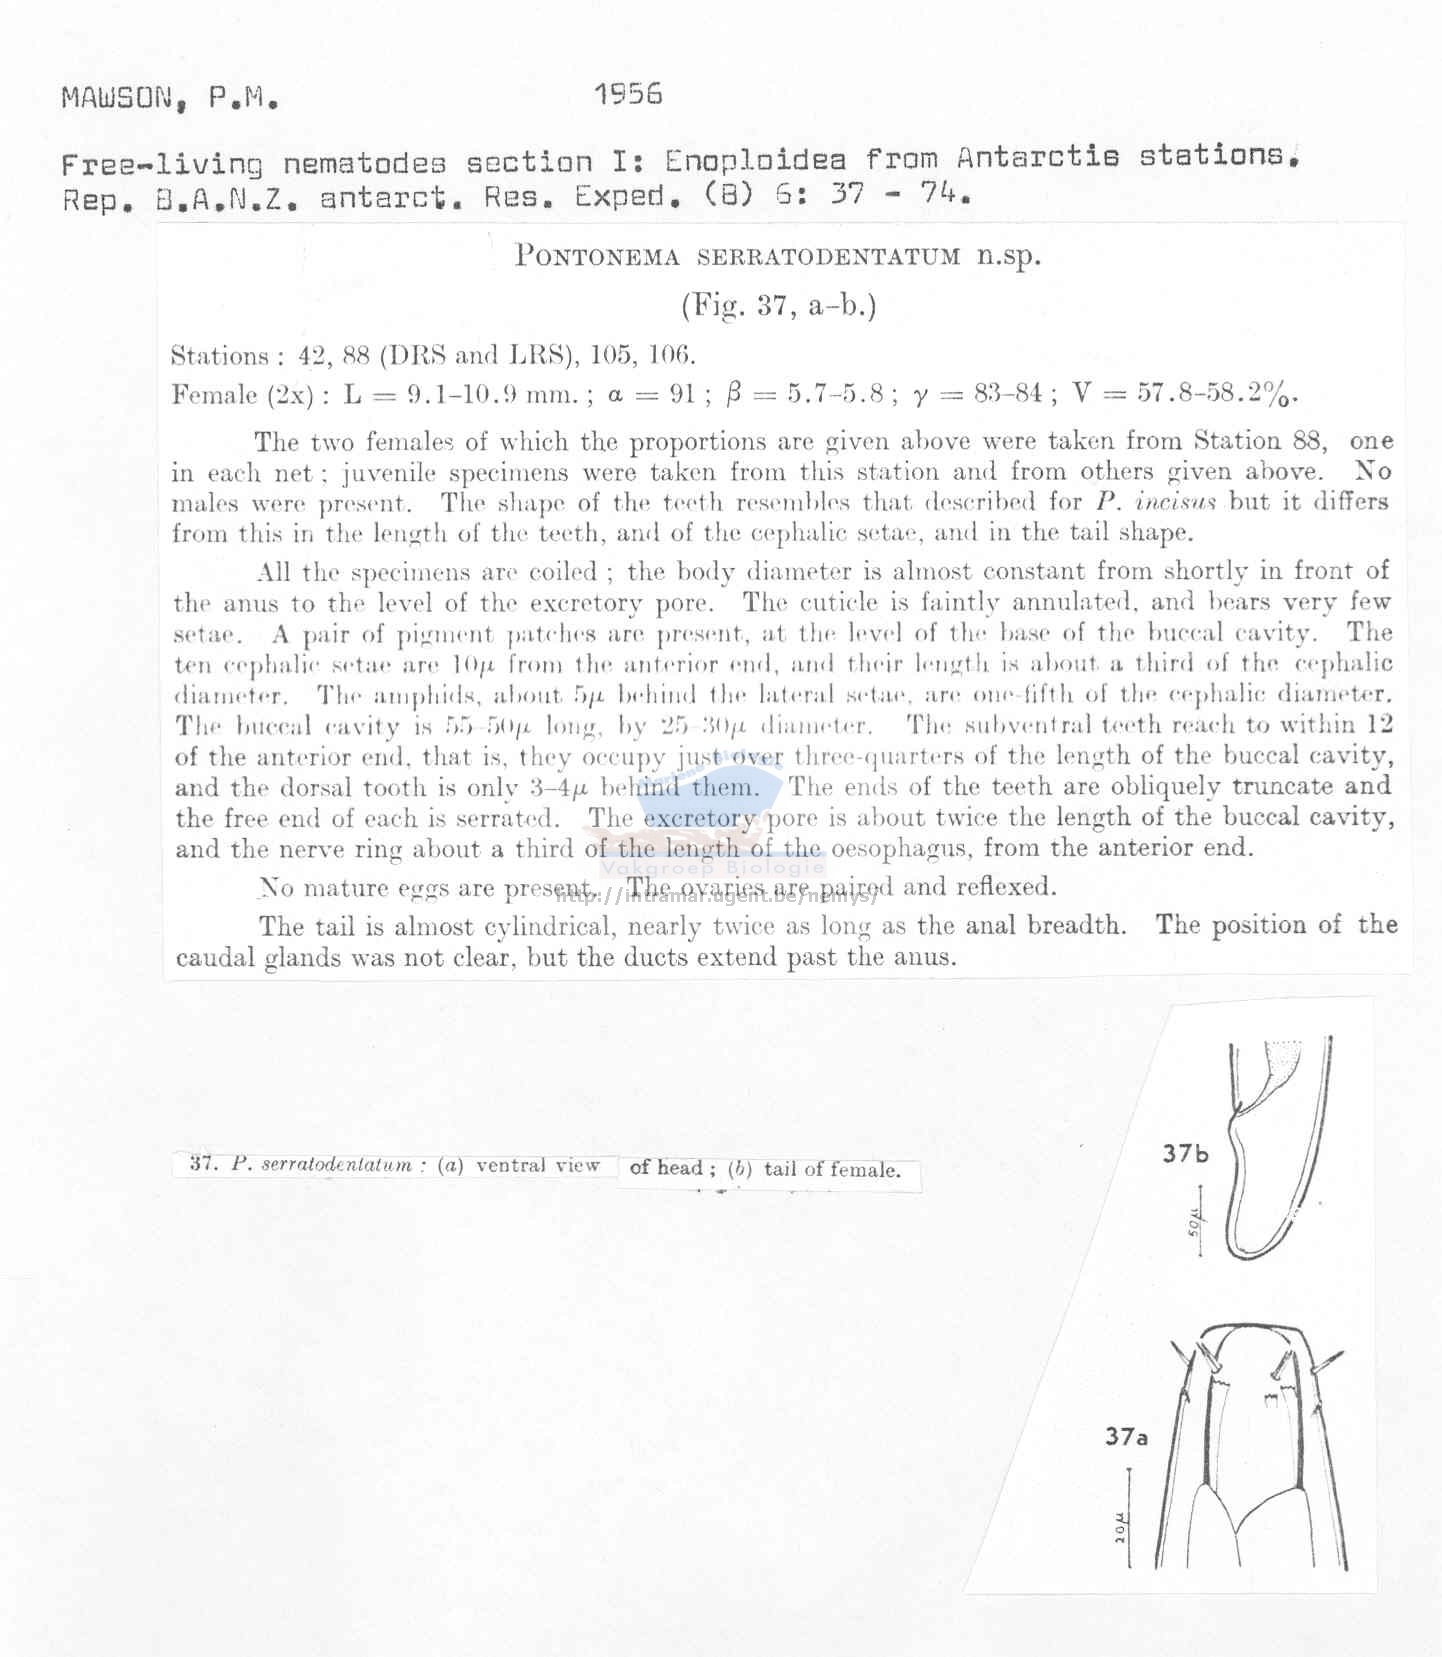 MAWSON, P.M. 1956
Free-living nematodes section I: Enoploidea from Antarctis stations.
Rep. B.A.N.Z. antarct. Res. Exped. (B) 6: 37 - 74.
PONTONEMA SERRATODENTATUM n.sp.
(Fig. 37, a-b.)
Stations : 42, 88 (DRS and LRS), 105, 106.
Female (2x) : L = 9.1–10.9 mm. ; α = 91 ; β = 5.7–5.8 ; γ = 83–84 ; V = 57.8–58.2%.
The two females of which the proportions are given above were taken from Station 88, one
in each net ; juvenile specimens were taken from this station and from others given above. No
males were present. The shape of the teeth resembles that described for P. incisus but it differs
from this in the length of the teeth, and of the cephalic setae, and in the tail shape.
All the specimens are coiled ; the body diameter is almost constant from shortly in front of
the anus to the level of the excretory pore. The cuticle is faintly annulated, and bears very few
setae. A pair of pigment patches are present, at the level of the base of the buccal cavity. The
ten cephalic setae are 10μ from the anterior end, and their length is about a third of the cephalic
diameter. The amphids, about 5μ behind the lateral setae, are one-fifth of the cephalic diameter.
The buccal cavity is 55–50μ long, by 25–30μ diameter. The subventral teeth reach to within 12
of the anterior end, that is, they occupy just over three-quarters of the length of the buccal cavity,
and the dorsal tooth is only 3–4μ behind them. The ends of the teeth are obliquely truncate and
the free end of each is serrated. The excretory pore is about twice the length of the buccal cavity,
and the nerve ring about a third of the length of the oesophagus, from the anterior end.
Vakgroep Biologie
No mature eggs are present. The ovaries are paired and reflexed.
http://intramar.ugent.be/nemys/
The tail is almost cylindrical, nearly twice as long as the anal breadth. The position of the
caudal glands was not clear, but the ducts extend past the anus.
37. P. serratodentatum : (a) ventral view of head ; (b) tail of female.
37b
50μ
37a
20μ